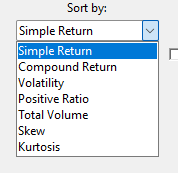 Sort by:
Simple Return
Simple Return
Compound Return
Volatility
Positive Ratio
Total Volume
Skew
Kurtosis